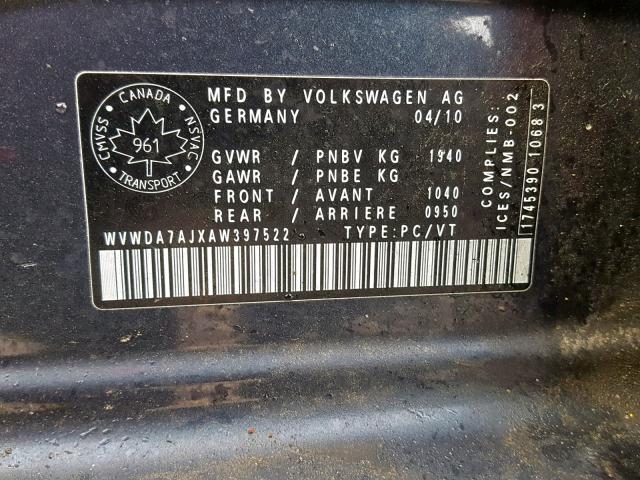 CANADA
CMVSS
NSVAC
961
TRANSPORT
MFD BY VOLKSWAGEN AG
GERMANY 04/10
GVWR / PNBV KG 1940
GAWR / PNBE KG
FRONT / AVANT 1040
REAR / ARRIERE 0950
WVWDA7AJXAW397522 TYPE:PC/VT
COMPLIES:
ICES/NMB-002
1745390 1068 3